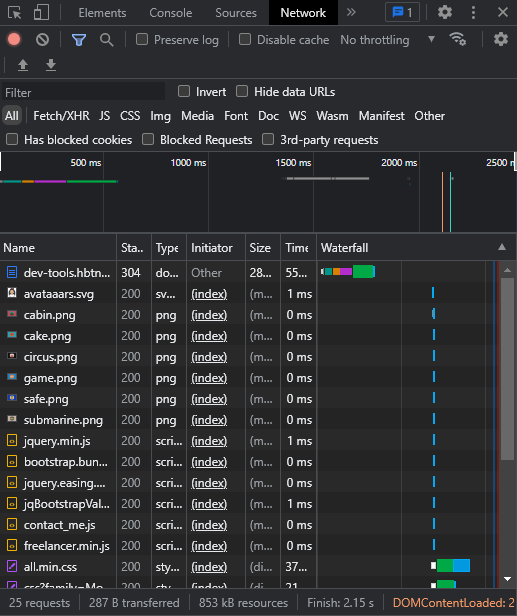 Elements Console Sources Network » 1
Preserve log Disable cache No throttling
Filter Invert Hide data URLs
All Fetch/XHR JS CSS Img Media Font Doc WS Wasm Manifest Other
Has blocked cookies Blocked Requests 3rd-party requests
500 ms 1000 ms 1500 ms 2000 ms 2500 m
Name Sta.. Type Initiator Size Time Waterfall
dev-tools.hbtn... 304 do... Other 28... 55...
avataaars.svg 200 sv... (index) (m... 1 ms
cabin.png 200 png (index) (m... 0 ms
cake.png 200 png (index) (m... 0 ms
circus.png 200 png (index) (m... 0 ms
game.png 200 png (index) (m... 0 ms
safe.png 200 png (index) (m... 0 ms
submarine.png 200 png (index) (m... 0 ms
jquery.min.js 200 scri... (index) (m... 1 ms
bootstrap.bun... 200 scri... (index) (m... 0 ms
jquery.easing.... 200 scri... (index) (m... 0 ms
jqBootstrapVal... 200 scri... (index) (m... 1 ms
contact_me.js 200 scri... (index) (m... 0 ms
freelancer.min.js 200 scri... (index) (m... 0 ms
all.min.css 200 sty... (index) (di... 37...
css?family=Mo... 200 sty... (index) (di... 21...
25 requests 287 B transferred 853 kB resources Finish: 2.15 s DOMContentLoaded: 2